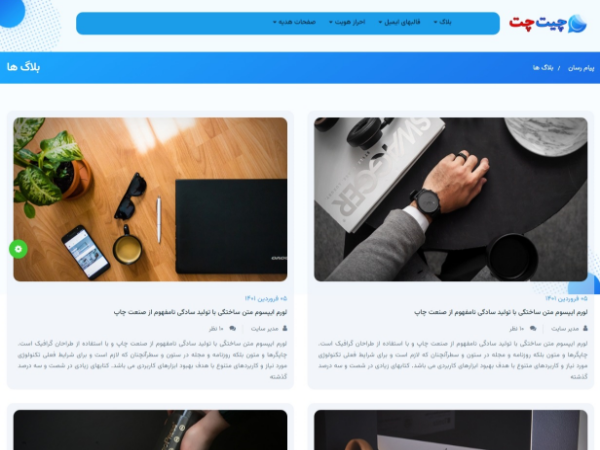 چیت چت
بلاگ
قالبهای ایمیل
احراز هویت
صفحات هدیه
پیام رسان / بلاگ ها
بلاگ ها
SWAGGER
۰۵ فروردین ۱۴۰۱
لورم ایپسوم متن ساختگی با تولید سادگی نامفهوم از صنعت چاپ
مدیر سایت
۱۰ نظر
لورم ایپسوم متن ساختگی با تولید سادگی نامفهوم از صنعت چاپ و با استفاده از طراحان گرافیک است.
چاپگرها و متون بلکه روزنامه و مجله در ستون و سطرآنچنان که لازم است و برای شرایط فعلی تکنولوژی
مورد نیاز و کاربردهای متنوع با هدف بهبود ابزارهای کاربردی می باشد. کتابهای زیادی در شصت و سه درصد
گذشته
۰۵ فروردین ۱۴۰۱
لورم ایپسوم متن ساختگی با تولید سادگی نامفهوم از صنعت چاپ
مدیر سایت
۱۰ نظر
لورم ایپسوم متن ساختگی با تولید سادگی نامفهوم از صنعت چاپ و با استفاده از طراحان گرافیک است.
چاپگرها و متون بلکه روزنامه و مجله در ستون و سطرآنچنان که لازم است و برای شرایط فعلی تکنولوژی
مورد نیاز و کاربردهای متنوع با هدف بهبود ابزارهای کاربردی می باشد. کتابهای زیادی در شصت و سه درصد
گذشته